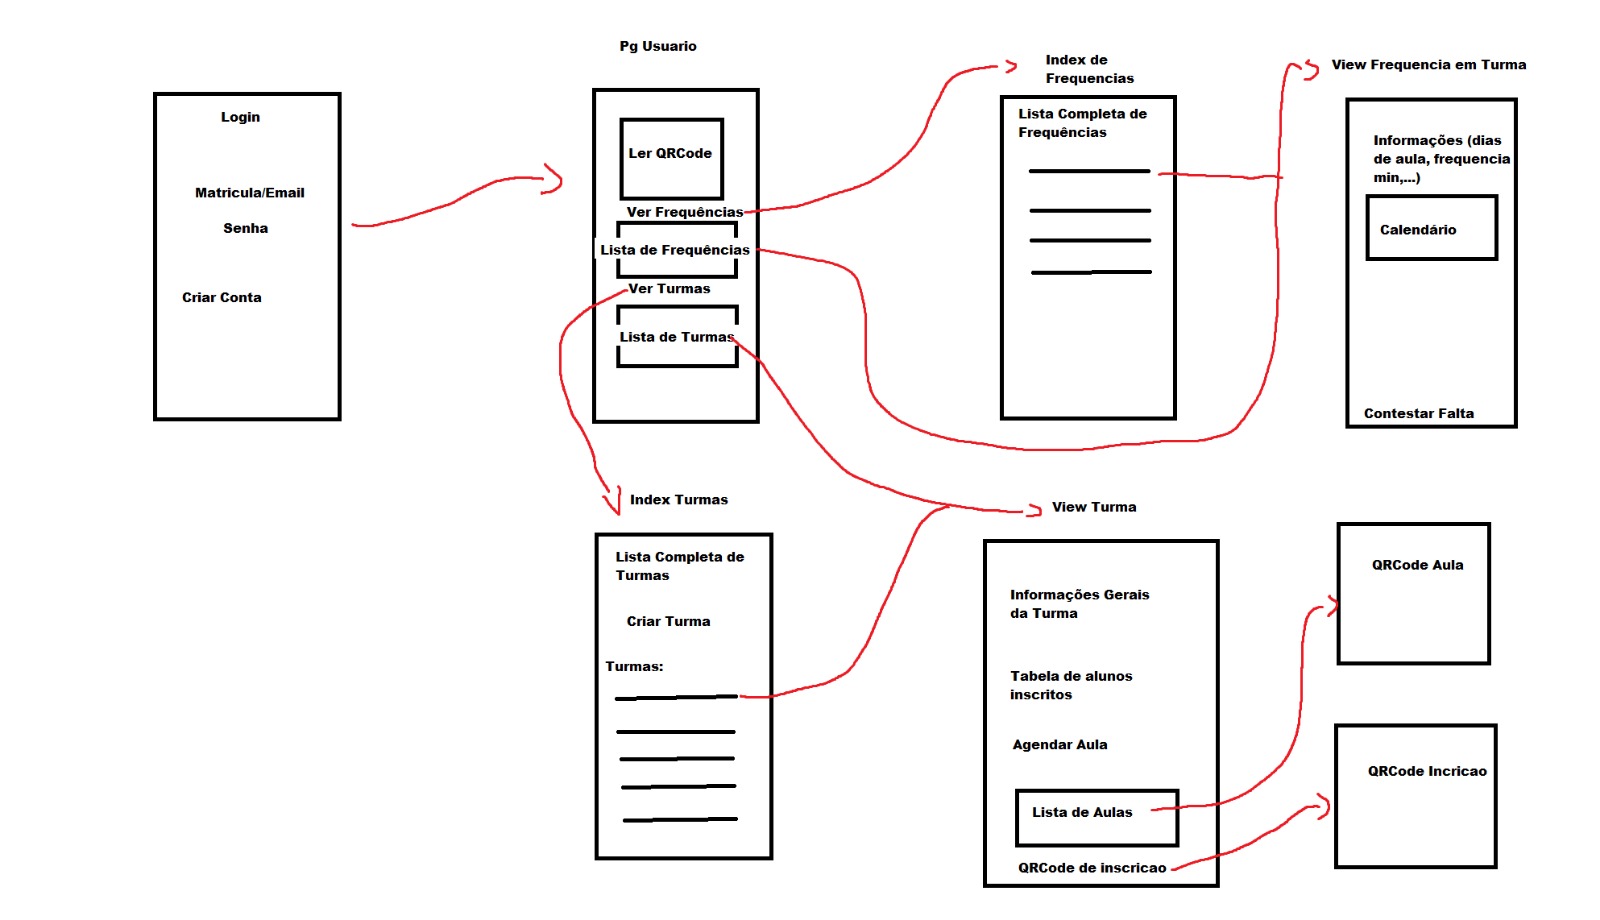 Login
Matricula/Email
Senha
Criar Conta
Pg Usuario
Ler QRCode
Ver Frequências
Lista de Frequências
Ver Turmas
Lista de Turmas
Index de
Frequencias
Lista Completa de
Frequências
View Frequencia em Turma
Informações (dias
de aula, frequencia
min,...)
Calendário
Contestar Falta
Index Turmas
Lista Completa de
Turmas
Criar Turma
Turmas:
View Turma
Informações Gerais
da Turma
Tabela de alunos
inscritos
Agendar Aula
Lista de Aulas
QRCode de inscricao
QRCode Aula
QRCode Incricao